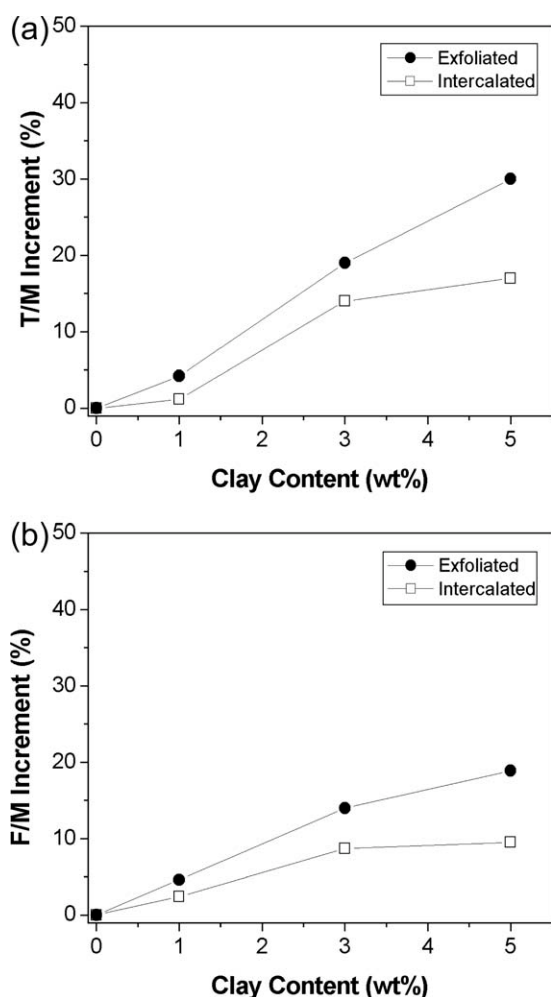 (a)
50
40
30
20
10
0
T/M Increment (%)
Exfoliated
Intercalated
0 1 2 3 4 5
Clay Content (wt%)
(b)
50
40
30
20
10
0
F/M Increment (%)
Exfoliated
Intercalated
0 1 2 3 4 5
Clay Content (wt%)